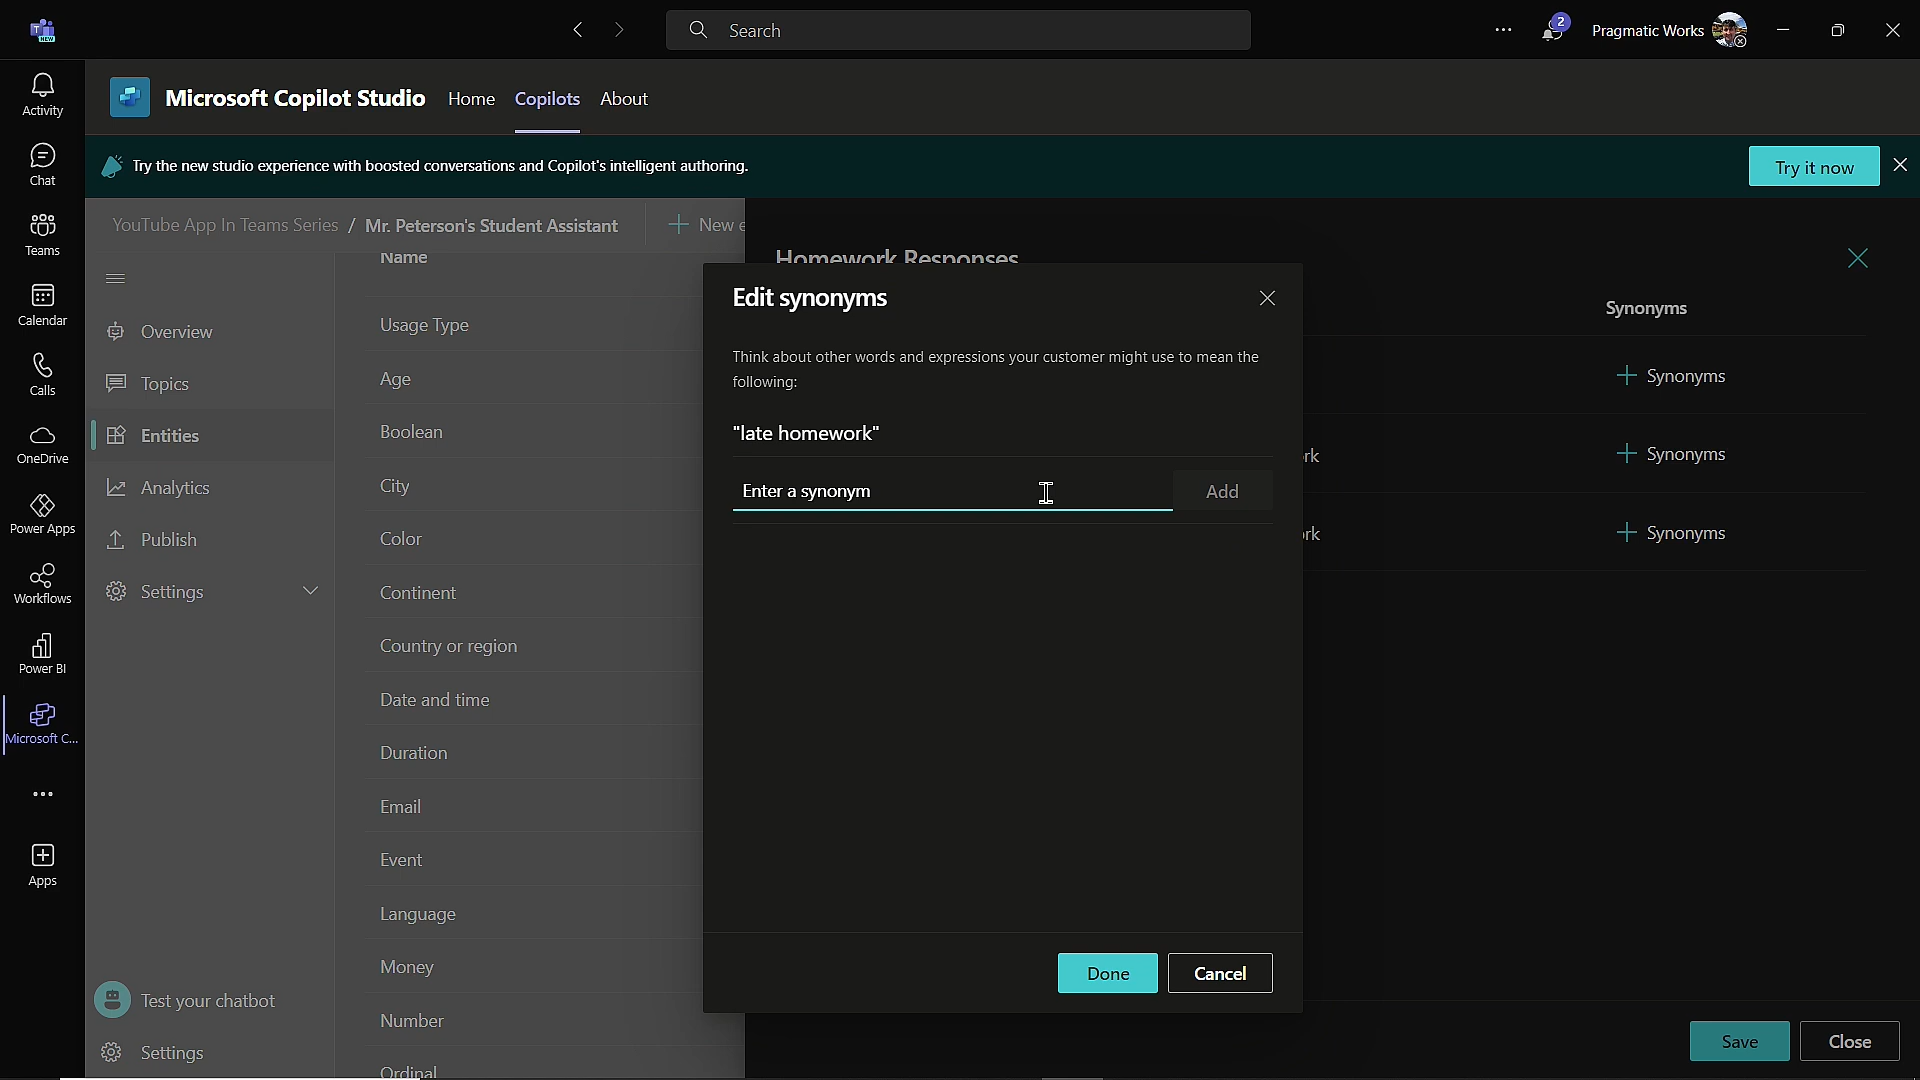 Search
2
Pragmatic Works
Activity
Chat
Teams
Calendar
Calls
OneDrive
Power Apps
Workflows
Power BI
Microsoft C...
Apps
Microsoft Copilot Studio
Home
Copilots
About
Try the new studio experience with boosted conversations and Copilot's intelligent authoring.
Try it now
YouTube App In Teams Series / Mr. Peterson's Student Assistant
New e
Overview
Topics
Entities
Analytics
Publish
Settings
Test your chatbot
Settings
Name
Usage Type
Age
Boolean
City
Color
Continent
Country or region
Date and time
Duration
Email
Event
Language
Money
Number
Ordinal
Homework Responses
Edit synonyms
Think about other words and expressions your customer might use to mean the
following:
"late homework"
Enter a synonym
Add
Done
Cancel
Synonyms
Synonyms
rk
Synonyms
rk
Synonyms
Save
Close